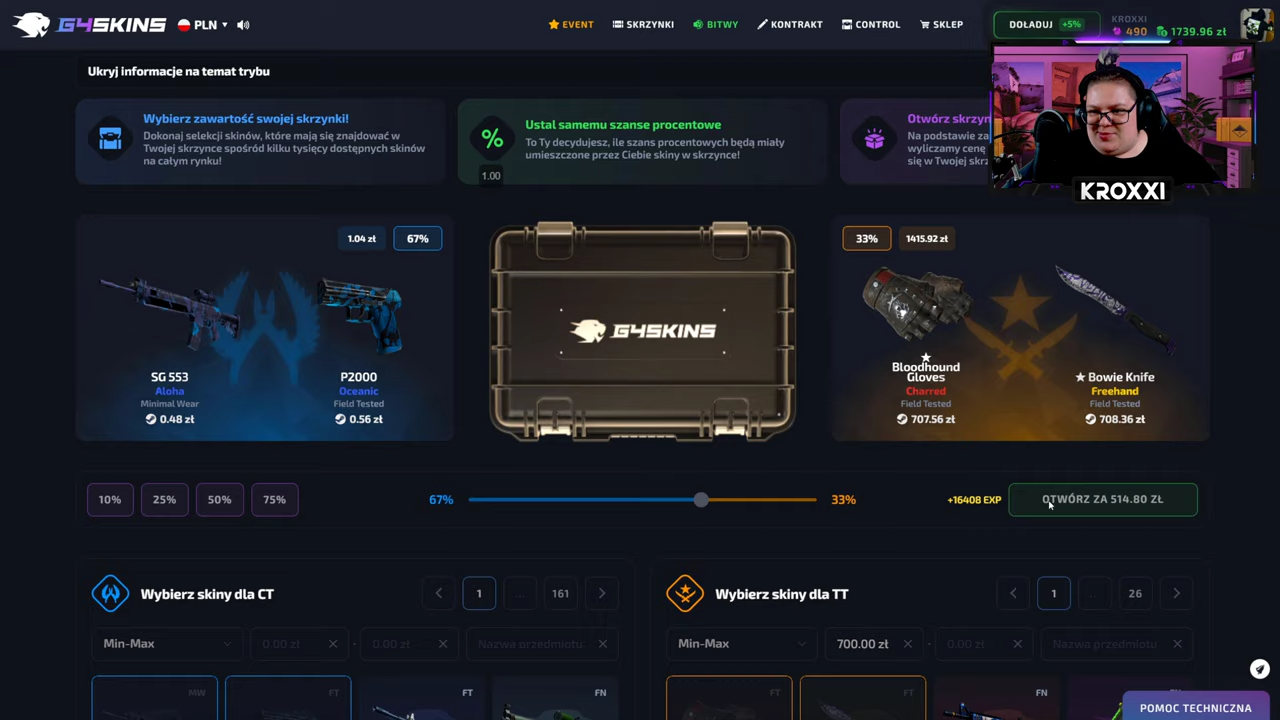 G4SKINS
PLN
EVENT
SKRZYNKI
BITWY
KONTRAKT
CONTROL
SKLEP
DOŁADUJ +5%
KROXXI
490 1739.96 zł
Ukryj informacje na temat trybu
Wybierz zawartość swojej skrzynki!
Dokonaj selekcji skinów, które mają się znajdować w
Twojej skrzynce spośród kilku tysięcy dostępnych skinów
na całym rynku!
Ustal samemu szanse procentowe
To Ty decydujesz, ile szans procentowych będą miały
umieszczone przez Ciebie skiny w skrzynce!
1.00
Otwórz skrzyn
Na podstawie za
wyliczamy cenę
się w Twojej skrz
KROXXI
1.04 zł 67%
SG 553
Aloha
Minimal Wear
0.48 zł
P2000
Oceanic
Field Tested
0.56 zł
G4SKINS
33% 1415.92 zł
★
Bloodhound
Gloves
Charred
Field Tested
707.56 zł
★ Bowie Knife
Freehand
Field Tested
708.36 zł
10% 25% 50% 75%
67% 33%
+16408 EXP
OTWÓRZ ZA 514.80 ZŁ
Wybierz skiny dla CT
1 ... 161
Min-Max 0.00 zł - 0.00 zł Nazwa przedmiotu
MW FT FT FN
Wybierz skiny dla TT
1 ... 26
Min-Max 700.00 zł - 0.00 zł Nazwa przedmiotu
FT FT FN
POMOC TECHNICZNA